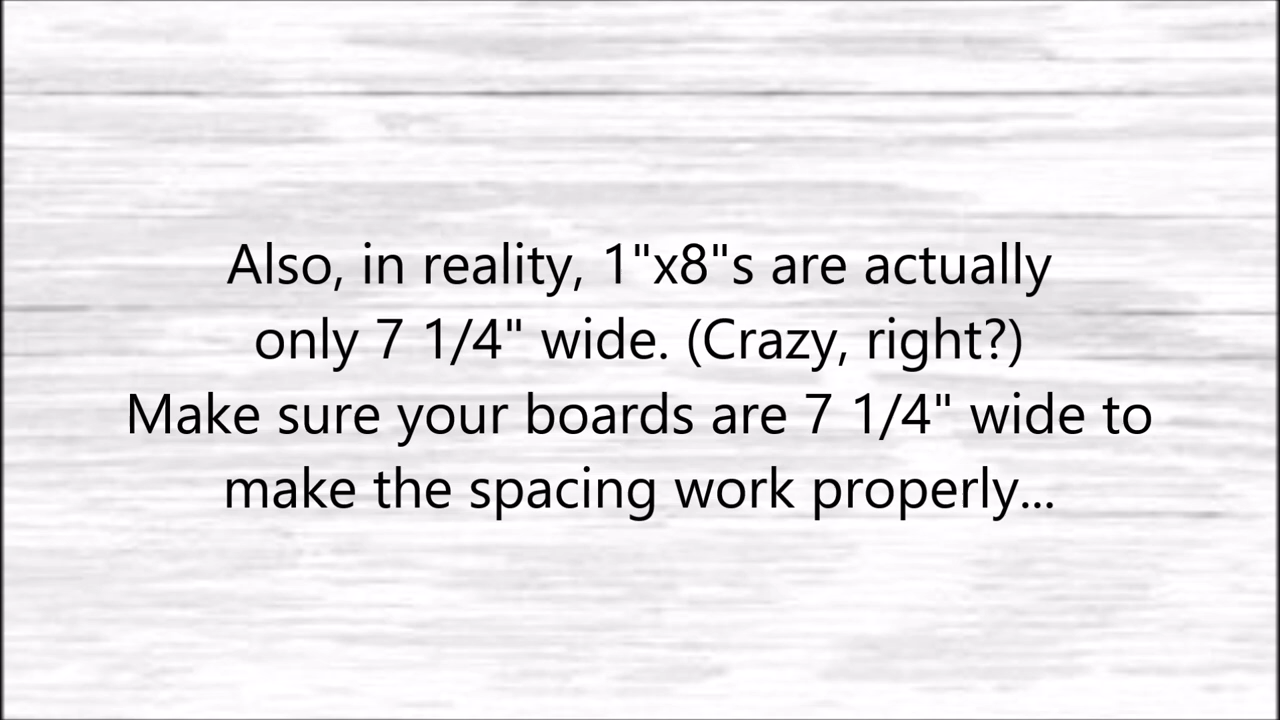 Also, in reality, 1"x8"s are actually
only 7 1/4" wide. (Crazy, right?)
Make sure your boards are 7 1/4" wide to
make the spacing work properly...